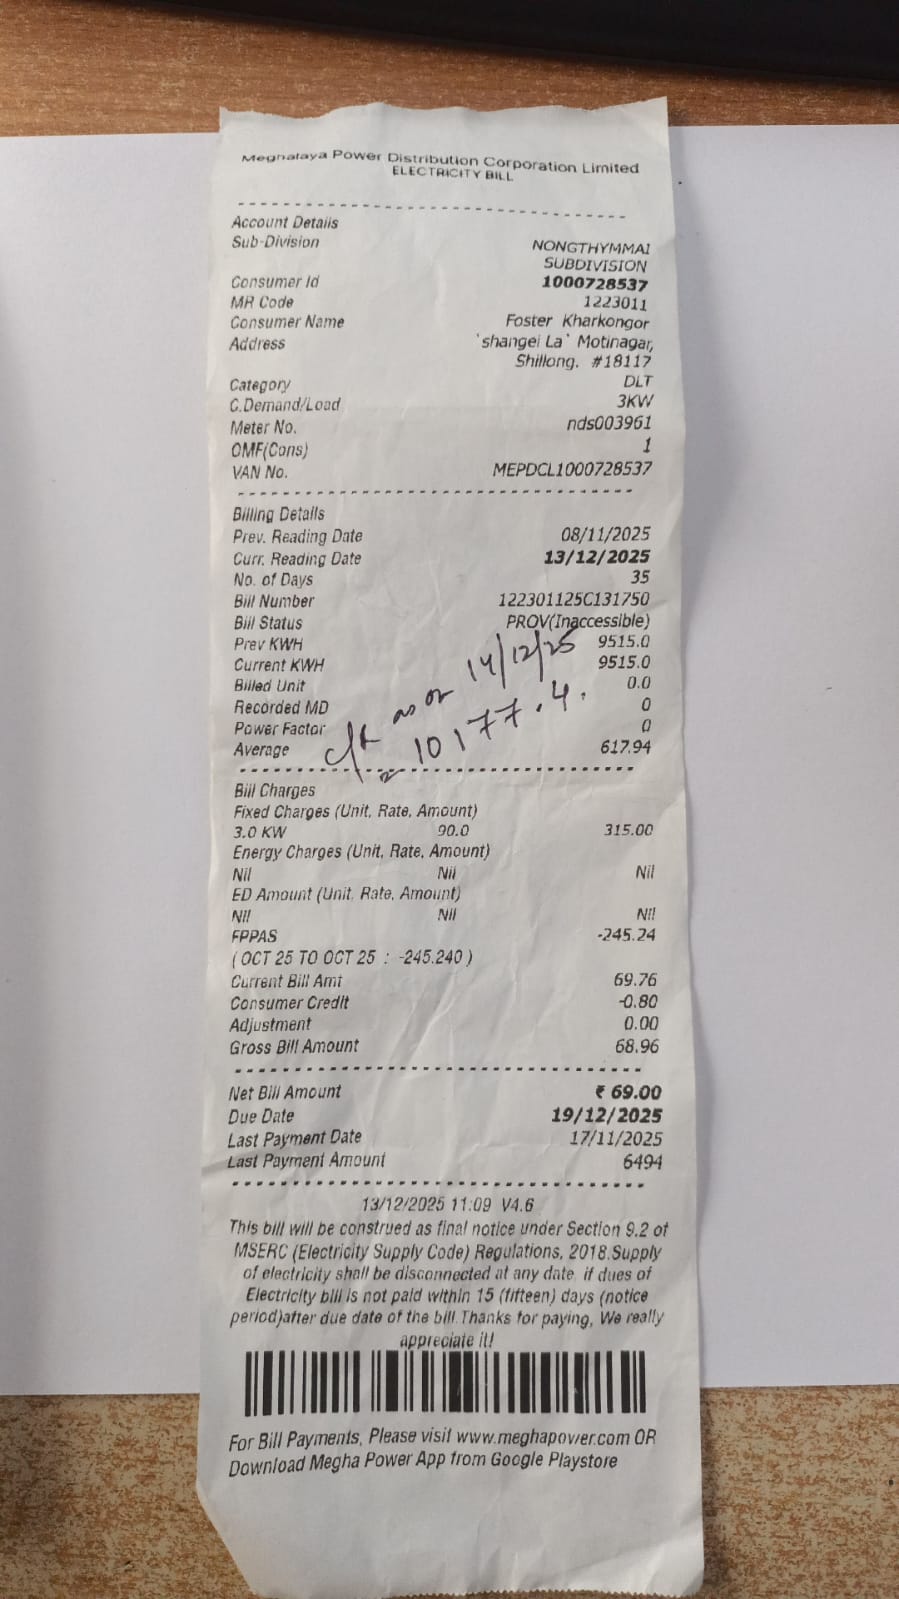 Meghalaya Power Distribution Corporation Limited
ELECTRICITY BILL
Account Details
Sub-Division NONGTHYMMAI
SUBDIVISION
Consumer Id 1000728537
MR Code 1223011
Consumer Name Foster Kharkongor
Address `shangei La` Motinagar,
Shillong. #18117
Category DLT
C.Demand/Load 3KW
Meter No. nds003961
OMF(Cons) 1
VAN No. MEPDCL1000728537
Billing Details
Prev. Reading Date 08/11/2025
Curr. Reading Date 13/12/2025
No. of Days 35
Bill Number 122301125C131750
Bill Status PROV(Inaccessible)
Prev KWH 9515.0
Current KWH 9515.0
Billed Unit 0.0
Recorded MD 0
Power Factor 0
Average 617.94
as on 14/12/25
10177.4.
Bill Charges
Fixed Charges (Unit, Rate, Amount)
3.0 KW 90.0 315.00
Energy Charges (Unit, Rate, Amount)
Nil Nil Nil
ED Amount (Unit, Rate, Amount)
Nil Nil Nil
FPPAS -245.24
( OCT 25 TO OCT 25 : -245.240 )
Current Bill Amt 69.76
Consumer Credit -0.80
Adjustment 0.00
Gross Bill Amount 68.96
Net Bill Amount ₹ 69.00
Due Date 19/12/2025
Last Payment Date 17/11/2025
Last Payment Amount 6494
13/12/2025 11:09 V4.6
This bill will be construed as final notice under Section 9.2 of
MSERC (Electricity Supply Code) Regulations, 2018.Supply
of electricity shall be disconnected at any date, if dues of
Electricity bill is not paid within 15 (fifteen) days (notice
period)after due date of the bill.Thanks for paying, We really
appreciate it!
For Bill Payments, Please visit www.meghapower.com OR
Download Megha Power App from Google Playstore